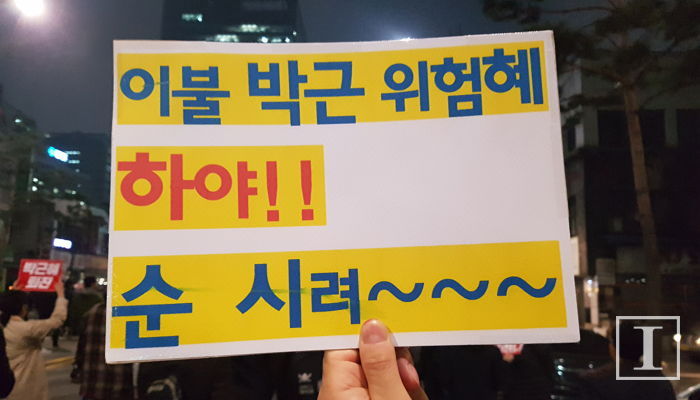 이불 박근 위험혜
하야!!
순 시려~~~
박근혜
퇴진
I